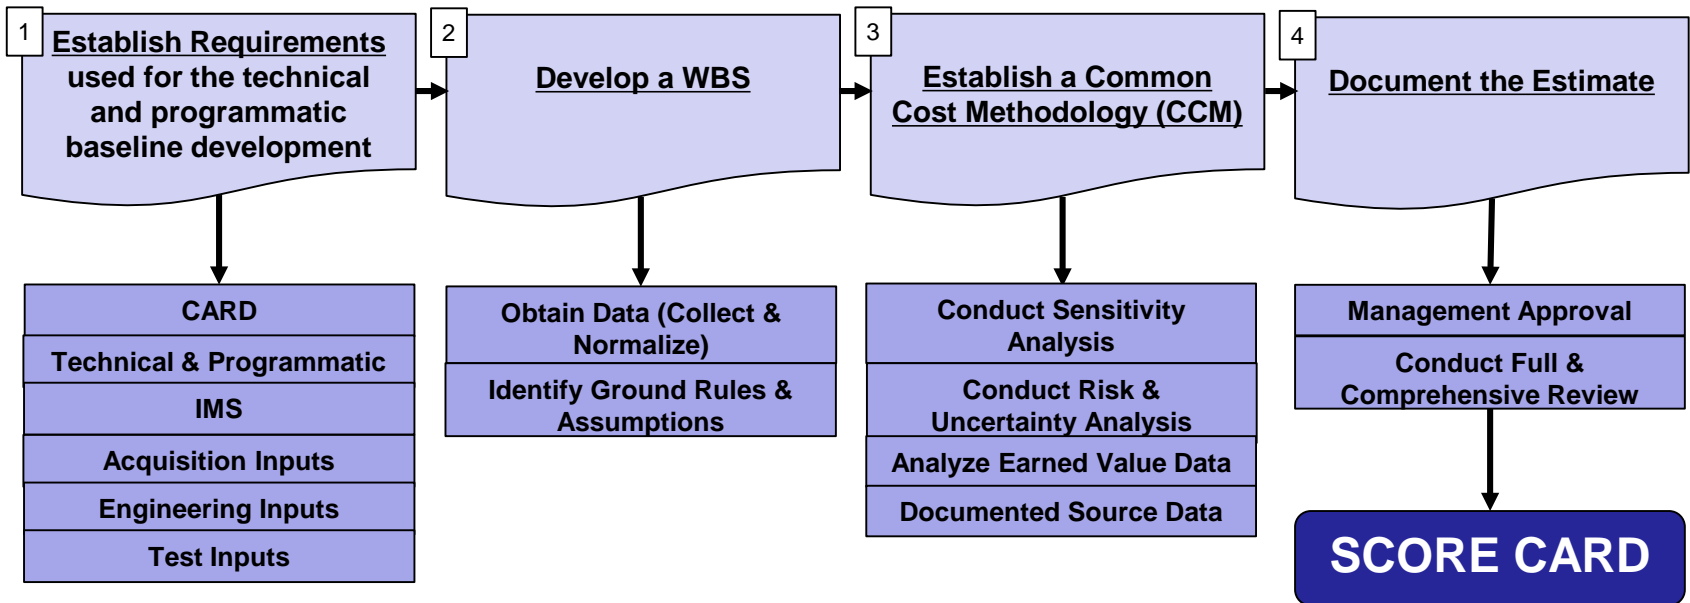 1
Establish Requirements
used for the technical
and programmatic
baseline development
2
Develop a WBS
3
Establish a Common
Cost Methodology (CCM)
4
Document the Estimate
CARD
Technical & Programmatic
IMS
Acquisition Inputs
Engineering Inputs
Test Inputs
Obtain Data (Collect &
Normalize)
Identify Ground Rules &
Assumptions
Conduct Sensitivity
Analysis
Conduct Risk &
Uncertainty Analysis
Analyze Earned Value Data
Documented Source Data
Management Approval
Conduct Full &
Comprehensive Review
SCORE CARD